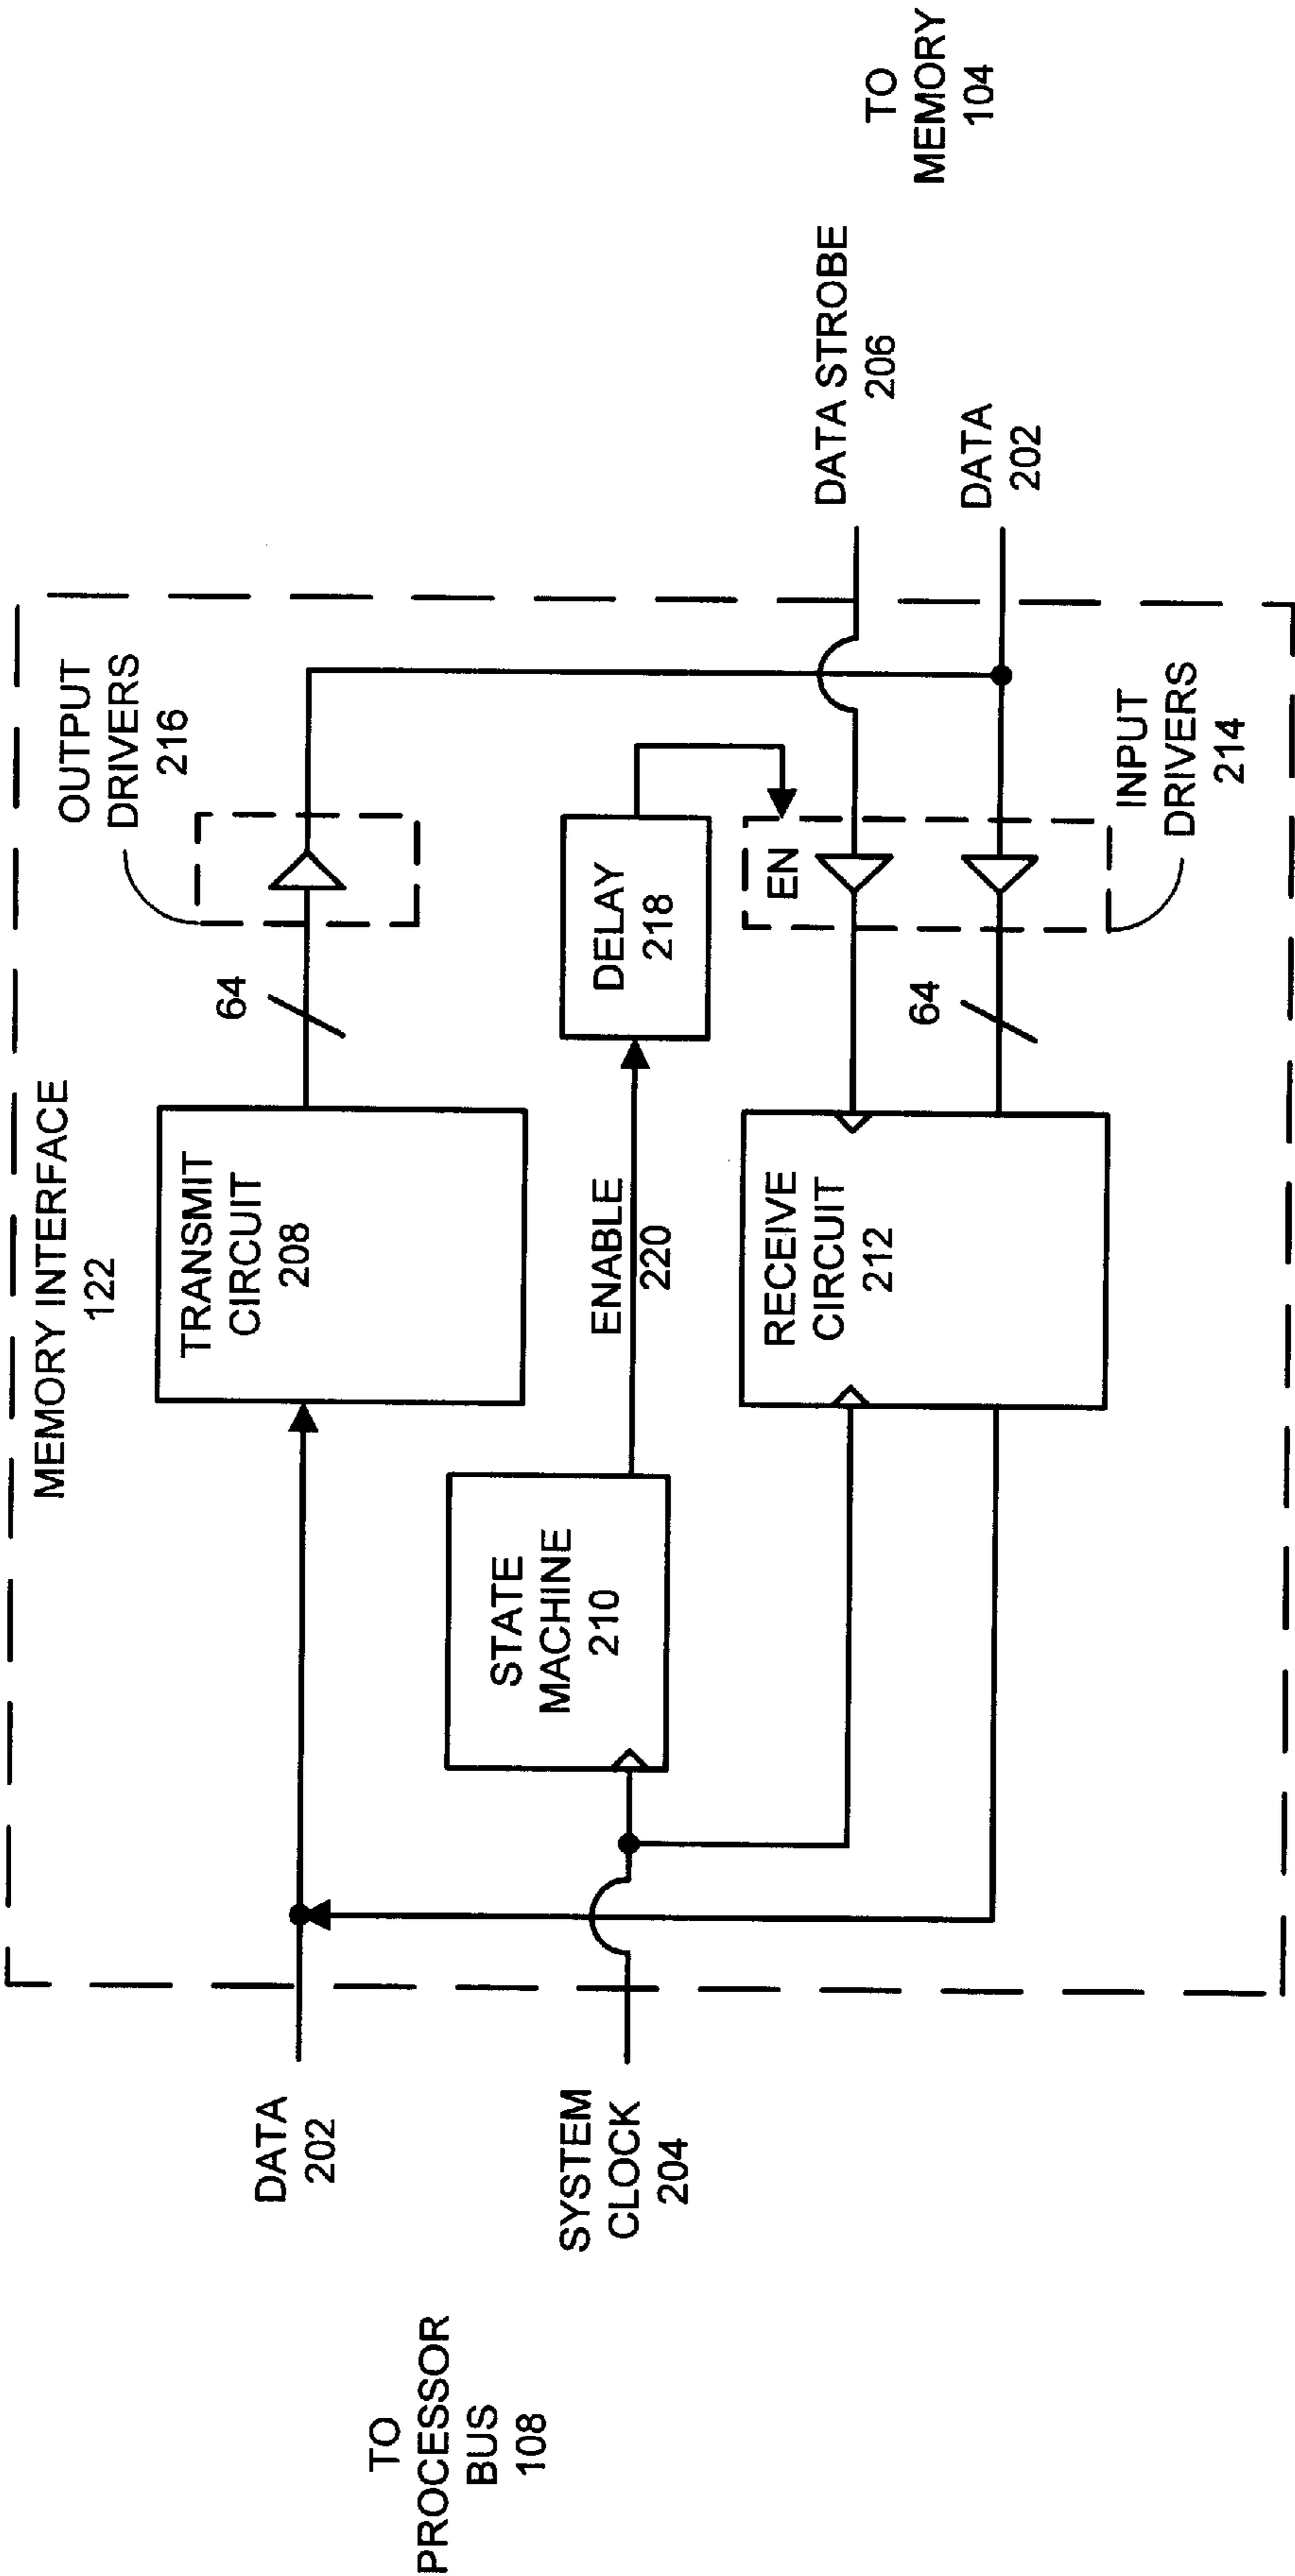 MEMORY INTERFACE
122
OUTPUT
DRIVERS
216
TRANSMIT
CIRCUIT
208
64
DATA
202
STATE
MACHINE
210
ENABLE
220
DELAY
218
SYSTEM
CLOCK
204
TO
PROCESSOR
BUS
108
EN
RECEIVE
CIRCUIT
212
64
INPUT
DRIVERS
214
DATA STROBE
206
DATA
202
TO
MEMORY
104